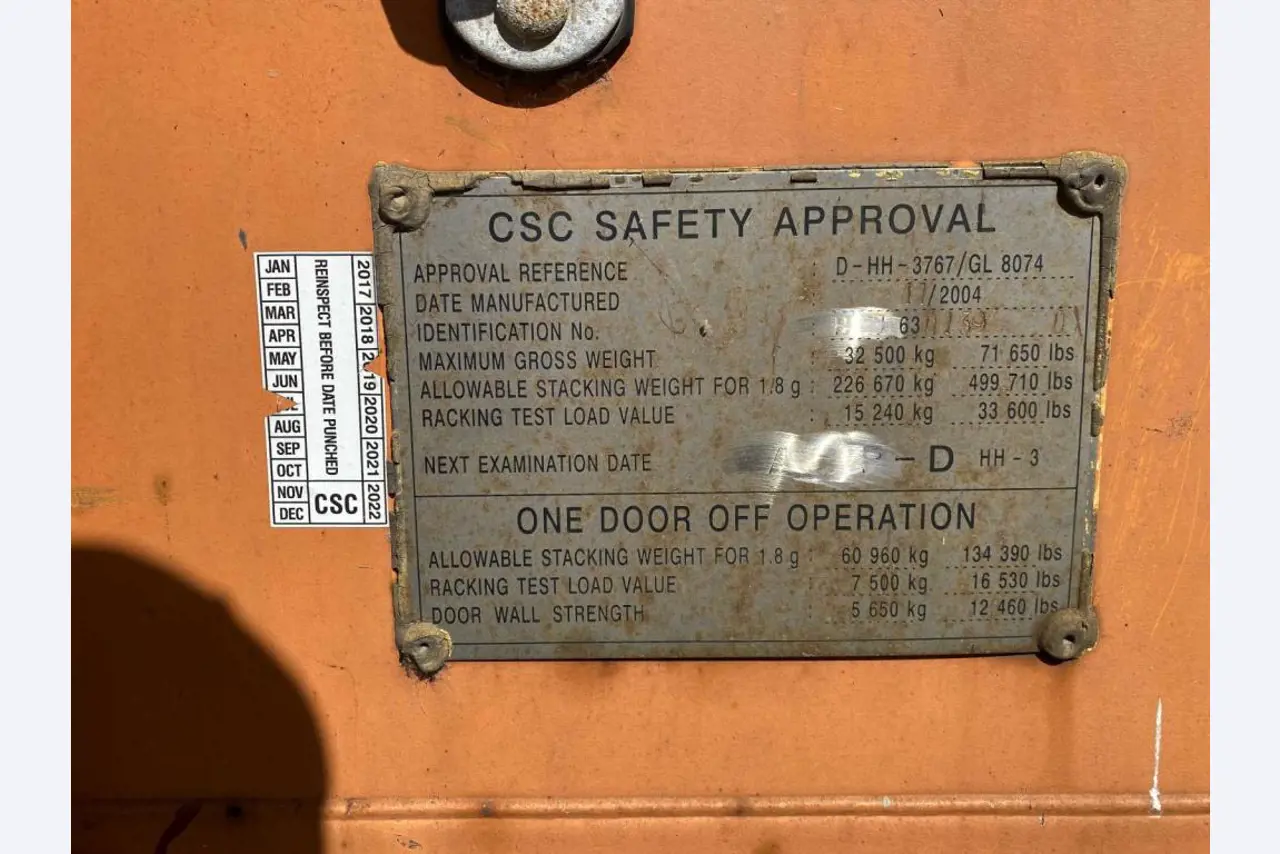 CSC SAFETY APPROVAL
APPROVAL REFERENCE : D-HH-3767/GL 8074
DATE MANUFACTURED : 11/2004
IDENTIFICATION No. : 63
MAXIMUM GROSS WEIGHT : 32 500 kg 71 650 lbs
ALLOWABLE STACKING WEIGHT FOR 1.8 g : 226 670 kg 499 710 lbs
RACKING TEST LOAD VALUE : 15 240 kg 33 600 lbs
NEXT EXAMINATION DATE P-D HH-3
ONE DOOR OFF OPERATION
ALLOWABLE STACKING WEIGHT FOR 1.8 g : 60 960 kg 134 390 lbs
RACKING TEST LOAD VALUE : 7 500 kg 16 530 lbs
DOOR WALL STRENGTH : 5 650 kg 12 460 lbs
JAN
FEB
MAR
APR
MAY
JUN
AUG
SEP
OCT
NOV
DEC
REINSPECT BEFORE DATE PUNCHED
CSC
2017 2018 2019 2020 2021 2022